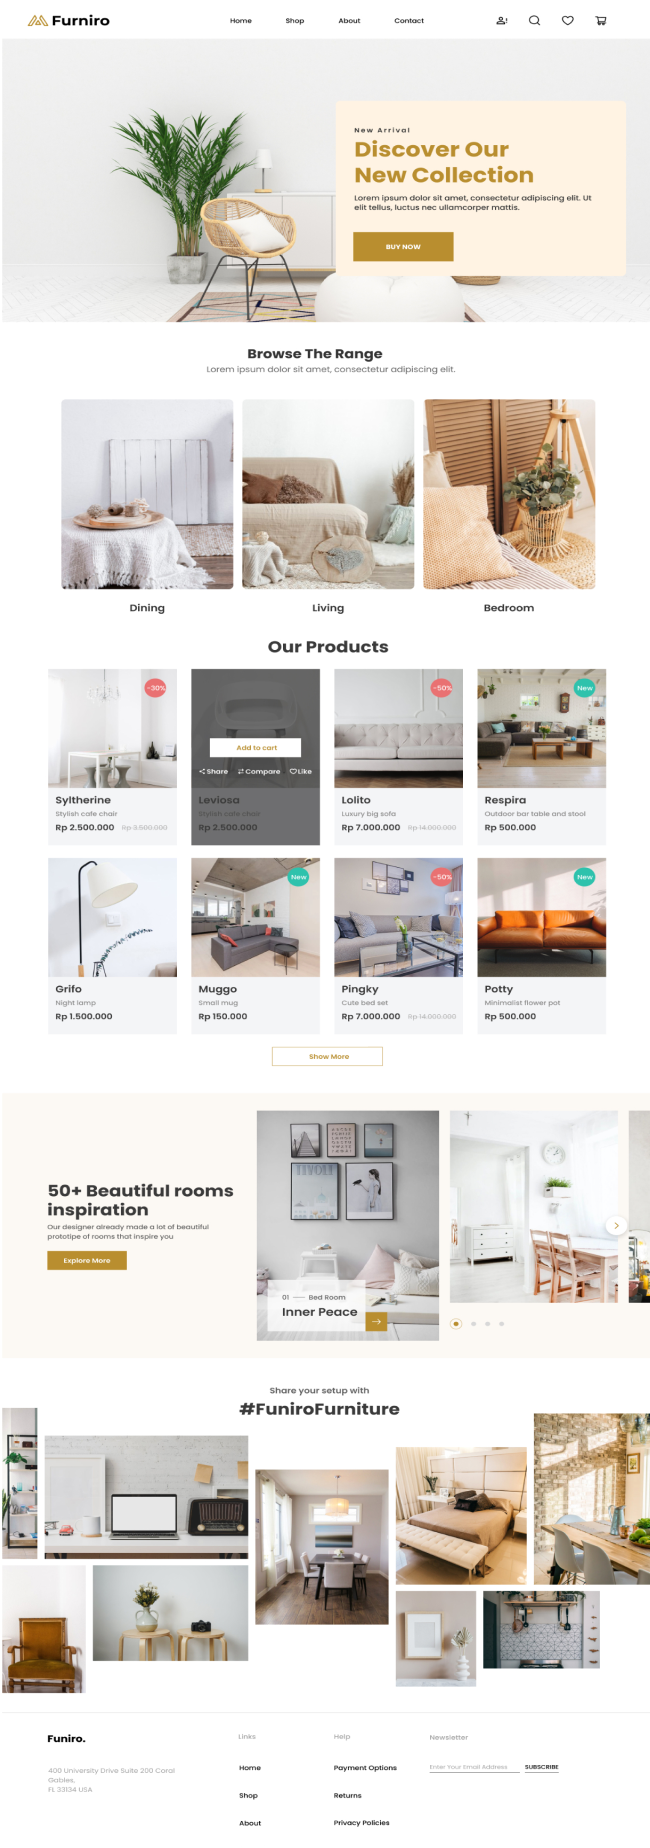 Furniro
Home Shop About Contact
New Arrival
Discover Our
New Collection
Lorem ipsum dolor sit amet, consectetur adipiscing elit. Ut
elit tellus, luctus nec ullamcorper mattis.
BUY NOW
Browse The Range
Lorem ipsum dolor sit amet, consectetur adipiscing elit.
Dining Living Bedroom
Our Products
-30%
-50%
New
Add to cart
Share Compare Like
Syltherine
Stylish cafe chair
Rp 2.500.000 Rp 3.500.000
Leviosa
Stylish cafe chair
Rp 2.500.000
Lolito
Luxury big sofa
Rp 7.000.000 Rp 14.000.000
Respira
Outdoor bar table and stool
Rp 500.000
New
-50%
New
Grifo
Night lamp
Rp 1.500.000
Muggo
Small mug
Rp 150.000
Pingky
Cute bed set
Rp 7.000.000 Rp 14.000.000
Potty
Minimalist flower pot
Rp 500.000
Show More
50+ Beautiful rooms
inspiration
Our designer already made a lot of beautiful
prototipe of rooms that inspire you
Explore More
TIVOLI
01 Bed Room
Inner Peace
Share your setup with
#FuniroFurniture
Funiro.
400 University Drive Suite 200 Coral
Gables,
FL 33134 USA
Links
Home
Shop
About
Help
Payment Options
Returns
Privacy Policies
Newsletter
Enter Your Email Address SUBSCRIBE